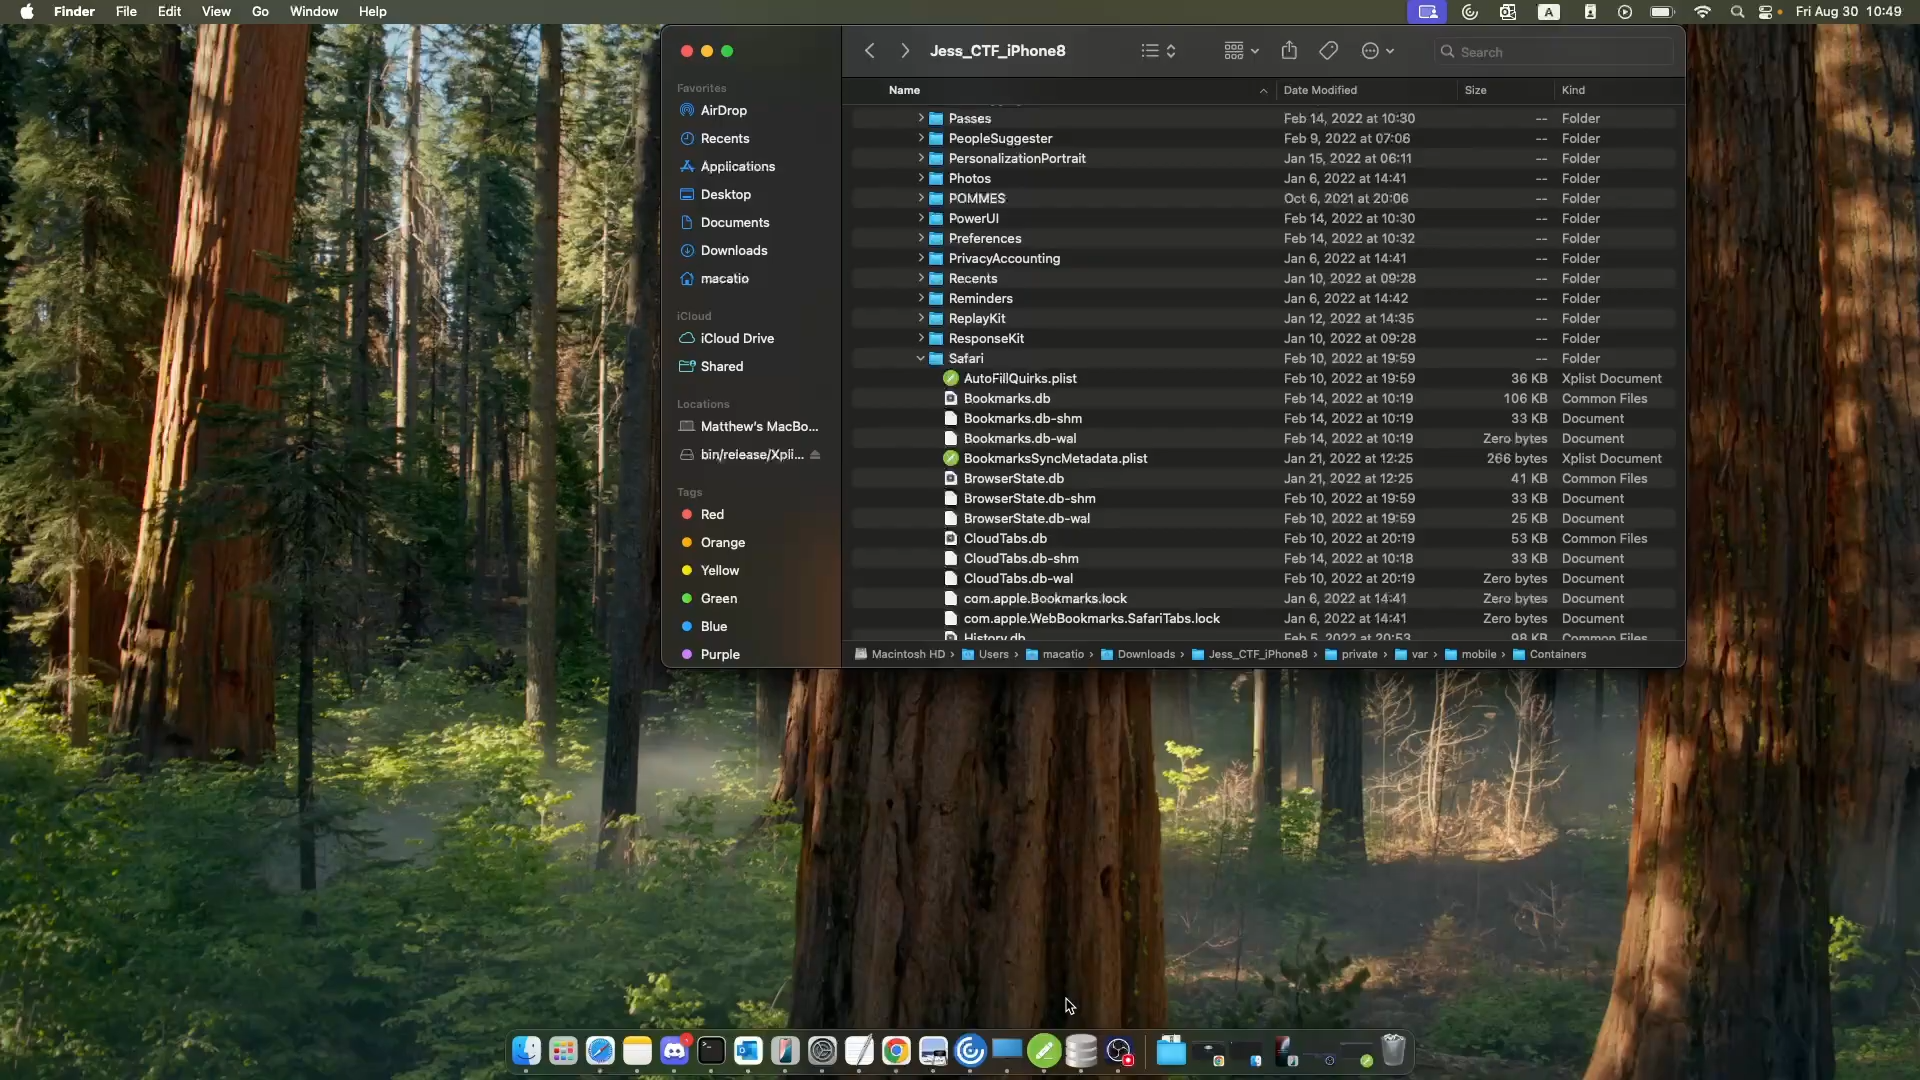 Finder File Edit View Go Window Help
A Fri Aug 30 10:49
Jess_CTF_iPhone8
Search
Favorites
AirDrop
Recents
Applications
Desktop
Documents
Downloads
macatio
iCloud
iCloud Drive
Shared
Locations
Matthew's MacBo...
bin/release/Xpli...
Tags
Red
Orange
Yellow
Green
Blue
Purple
Name Date Modified Size Kind
Passes Feb 14, 2022 at 10:30 -- Folder
PeopleSuggester Feb 9, 2022 at 07:06 -- Folder
PersonalizationPortrait Jan 15, 2022 at 06:11 -- Folder
Photos Jan 6, 2022 at 14:41 -- Folder
POMMES Oct 6, 2021 at 20:06 -- Folder
PowerUI Feb 14, 2022 at 10:30 -- Folder
Preferences Feb 14, 2022 at 10:32 -- Folder
PrivacyAccounting Jan 6, 2022 at 14:41 -- Folder
Recents Jan 10, 2022 at 09:28 -- Folder
Reminders Jan 6, 2022 at 14:42 -- Folder
ReplayKit Jan 12, 2022 at 14:35 -- Folder
ResponseKit Jan 10, 2022 at 09:28 -- Folder
Safari Feb 10, 2022 at 19:59 -- Folder
AutoFillQuirks.plist Feb 10, 2022 at 19:59 36 KB Xplist Document
Bookmarks.db Feb 14, 2022 at 10:19 106 KB Common Files
Bookmarks.db-shm Feb 14, 2022 at 10:19 33 KB Document
Bookmarks.db-wal Feb 14, 2022 at 10:19 Zero bytes Document
BookmarksSyncMetadata.plist Jan 21, 2022 at 12:25 266 bytes Xplist Document
BrowserState.db Jan 21, 2022 at 12:25 41 KB Common Files
BrowserState.db-shm Feb 10, 2022 at 19:59 33 KB Document
BrowserState.db-wal Feb 10, 2022 at 19:59 25 KB Document
CloudTabs.db Feb 10, 2022 at 20:19 53 KB Common Files
CloudTabs.db-shm Feb 14, 2022 at 10:18 33 KB Document
CloudTabs.db-wal Feb 10, 2022 at 20:19 Zero bytes Document
com.apple.Bookmarks.lock Jan 6, 2022 at 14:41 Zero bytes Document
com.apple.WebBookmarks.SafariTabs.lock Jan 6, 2022 at 14:41 Zero bytes Document
History.db Feb 5, 2022 at 20:53 98 KB Common Files
Macintosh HD › Users › macatio › Downloads › Jess_CTF_iPhone8 › private › var › mobile › Containers